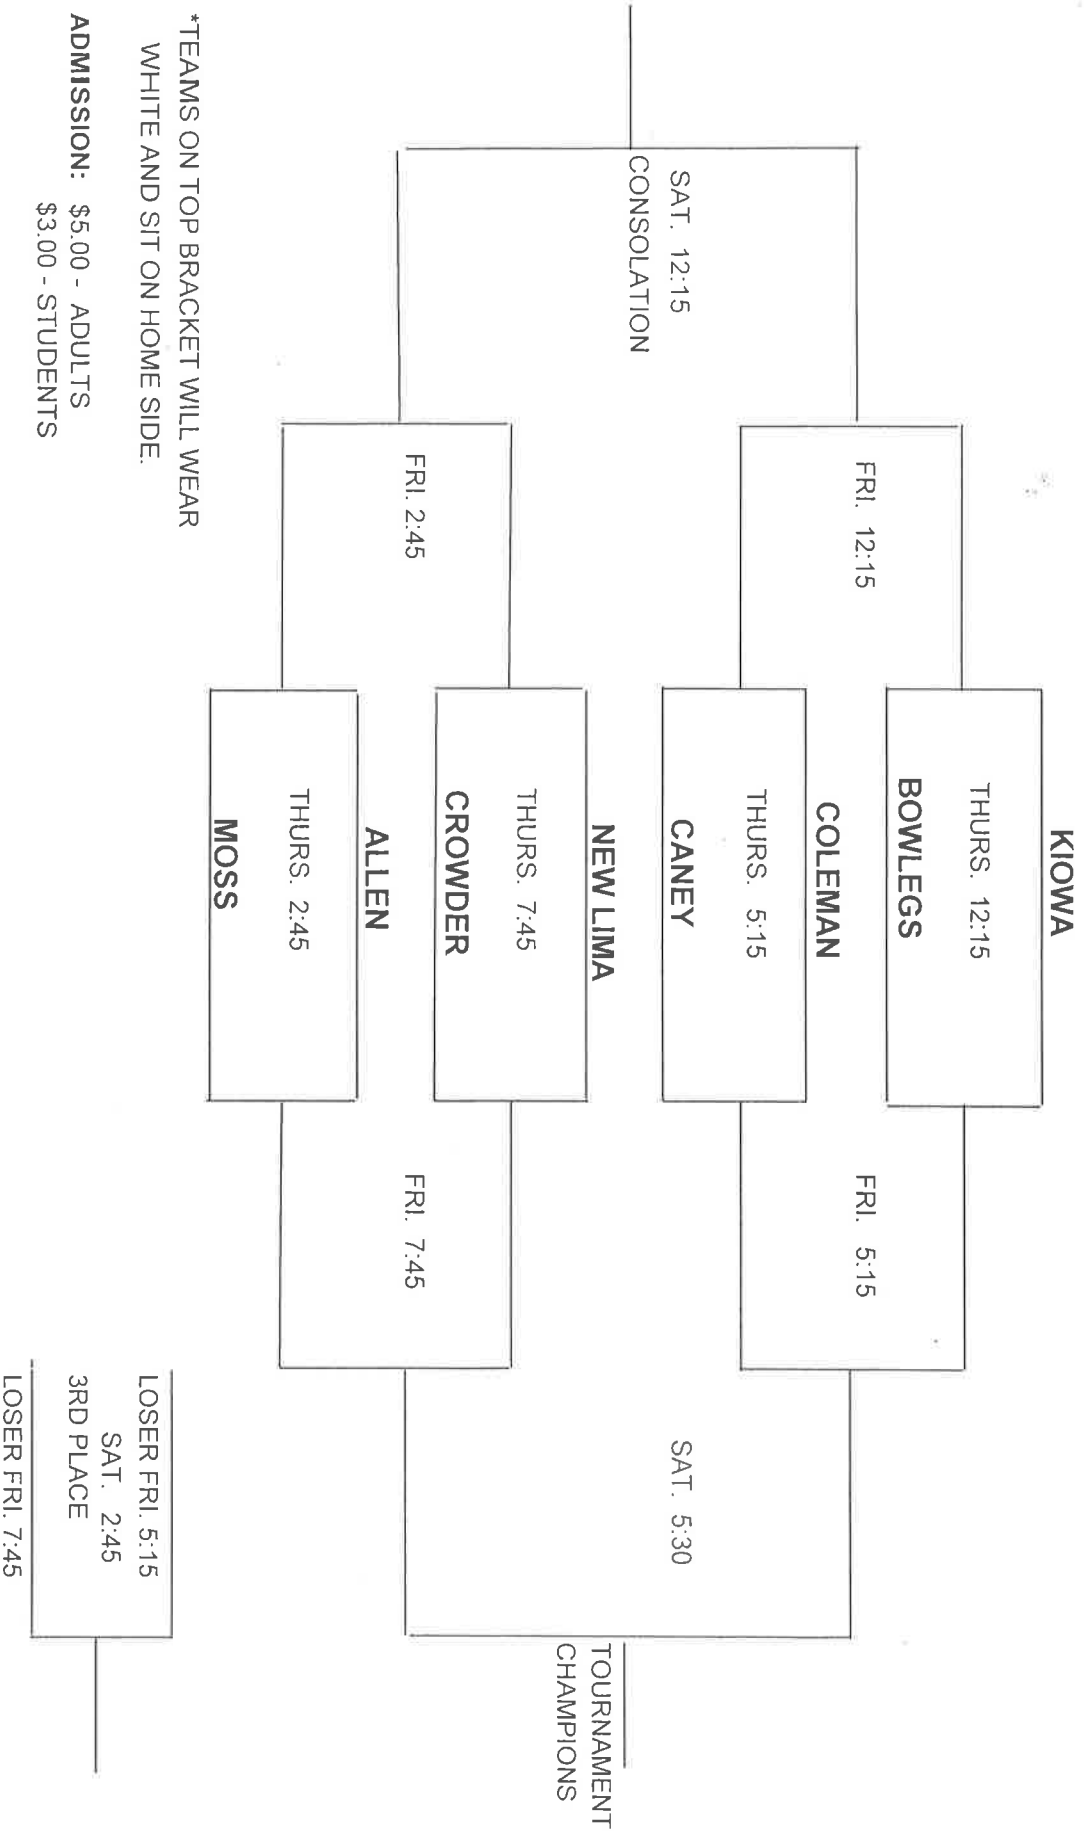 KIOWA
THURS. 12:15
BOWLEGS
FRI. 12:15
FRI. 5:15
COLEMAN
THURS. 5:15
CANEY
SAT. 12:15
CONSOLATION
SAT. 5:30
TOURNAMENT
CHAMPIONS
NEW LIMA
THURS. 7:45
CROWDER
FRI. 2:45
FRI. 7:45
ALLEN
THURS. 2:45
MOSS
*TEAMS ON TOP BRACKET WILL WEAR
WHITE AND SIT ON HOME SIDE.
ADMISSION: $5.00 - ADULTS
$3.00 - STUDENTS
LOSER FRI. 5:15
SAT. 2:45
3RD PLACE
LOSER FRI. 7:45